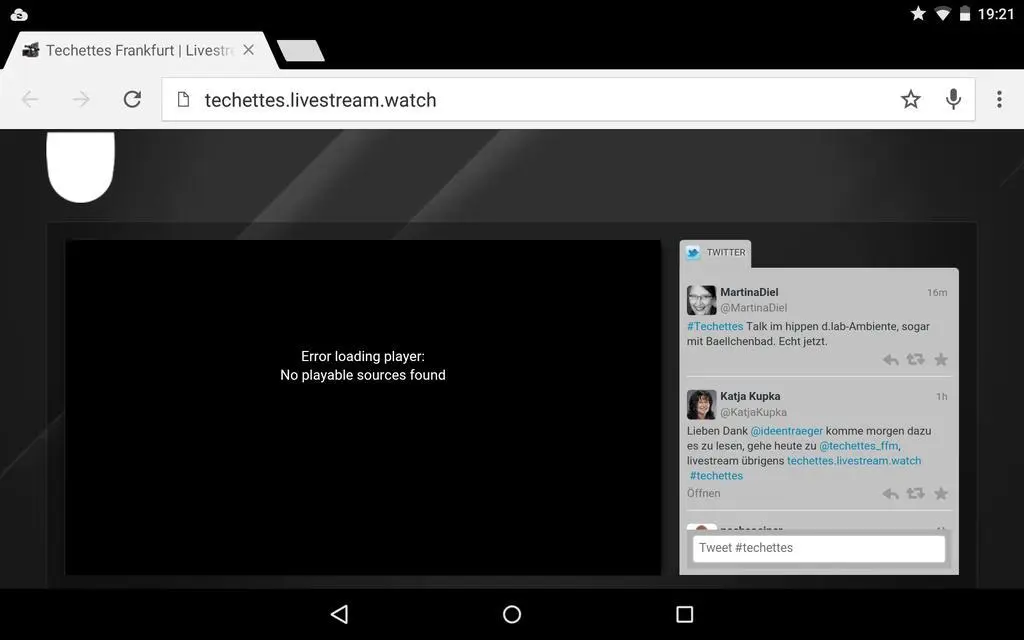 19:21
Techettes Frankfurt | Livestr
techettes.livestream.watch
TWITTER
MartinaDiel
16m
@MartinaDiel
#Techettes Talk im hippen d.lab-Ambiente, sogar
mit Baellchenbad. Echt jetzt.
Error loading player:
No playable sources found
Katja Kupka
1h
@KatjaKupka
Lieben Dank @ideentraeger komme morgen dazu
es zu lesen, gehe heute zu @techettes_ffm,
livestream übrigens techettes.livestream.watch
#techettes
Öffnen
Tweet #techettes